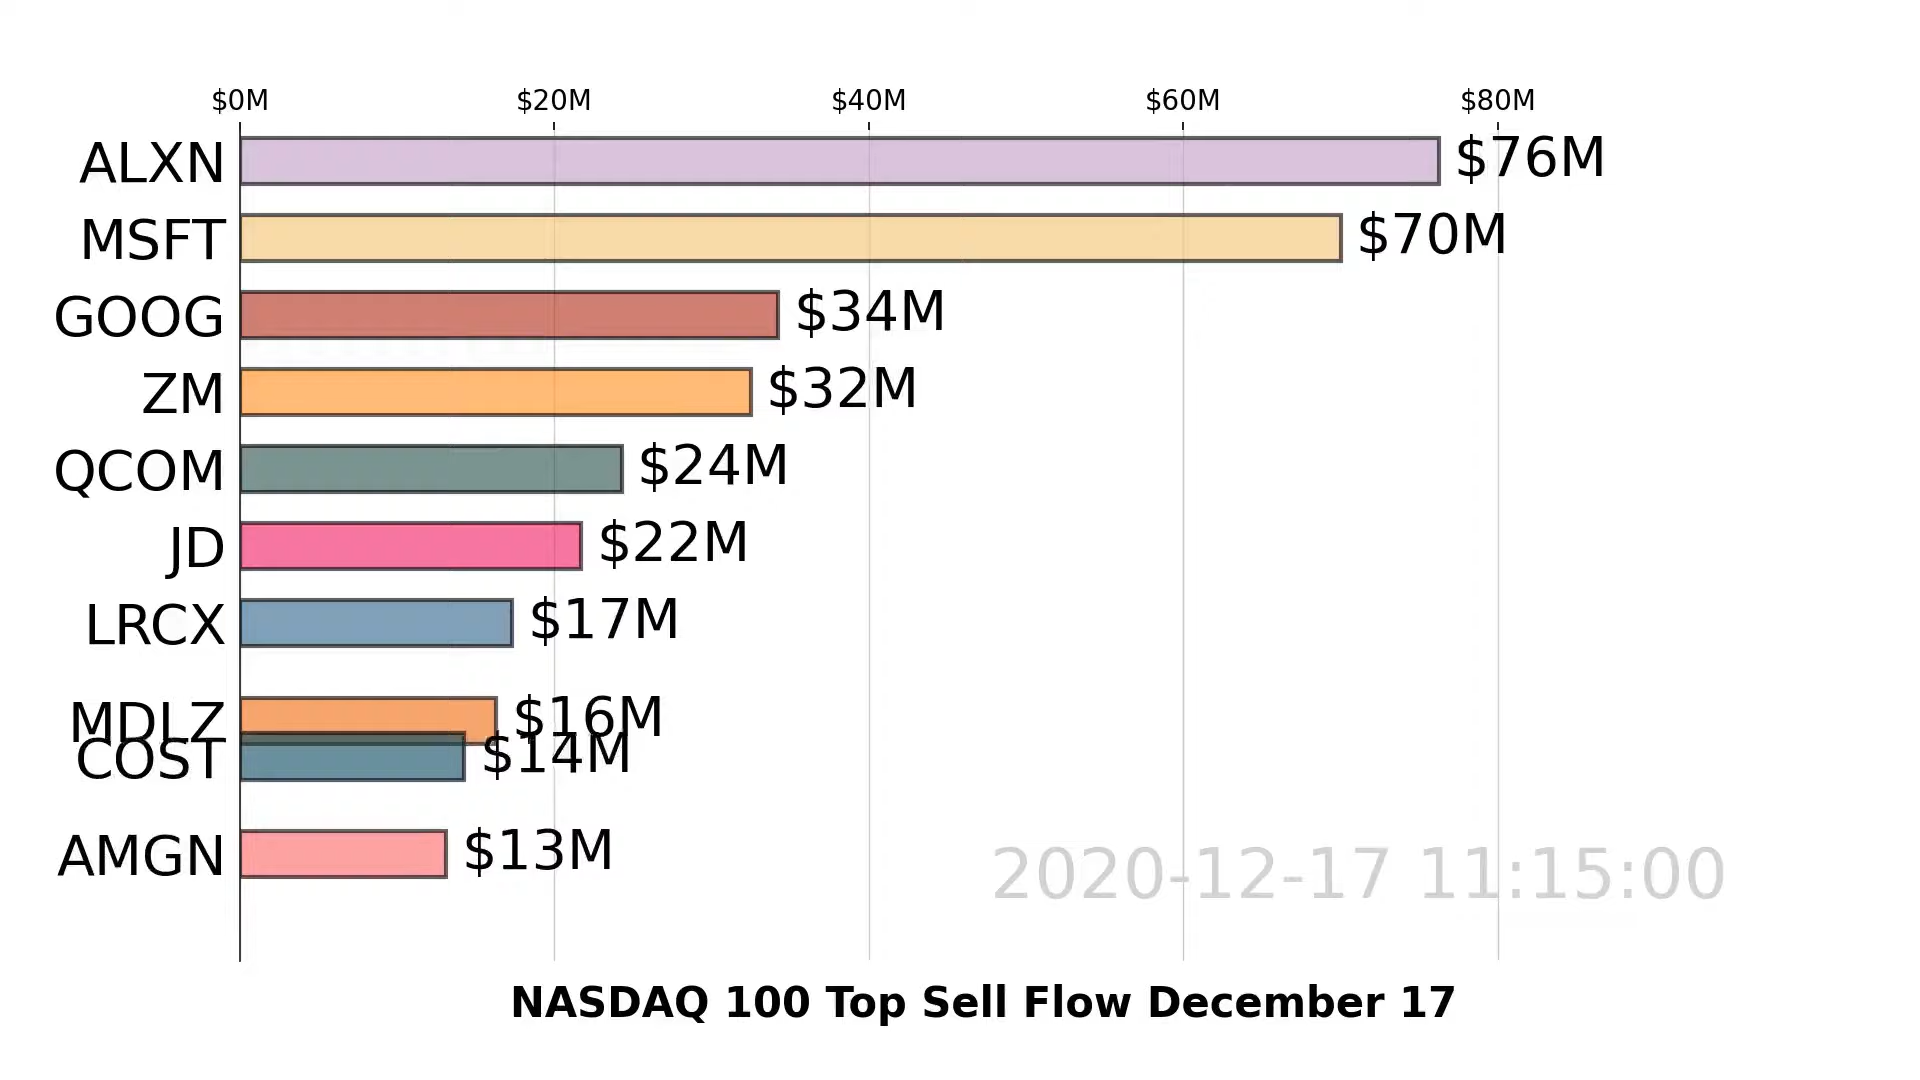 $0M $20M $40M $60M $80M
ALXN $76M
MSFT $70M
GOOG $34M
ZM $32M
QCOM $24M
JD $22M
LRCX $17M
MDLZ $16M
COST $14M
AMGN $13M
2020-12-17 11:15:00
NASDAQ 100 Top Sell Flow December 17